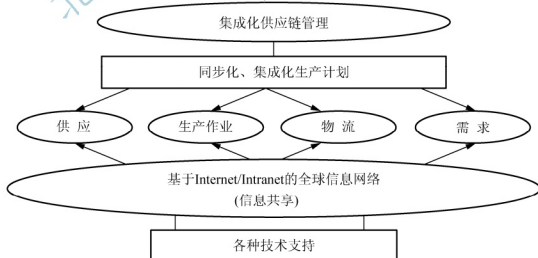 集成化供应链管理
同步化、集成化生产计划
供 应
生产作业
物 流
需 求
基于Internet/Intranet的全球信息网络
(信息共享)
各种技术支持